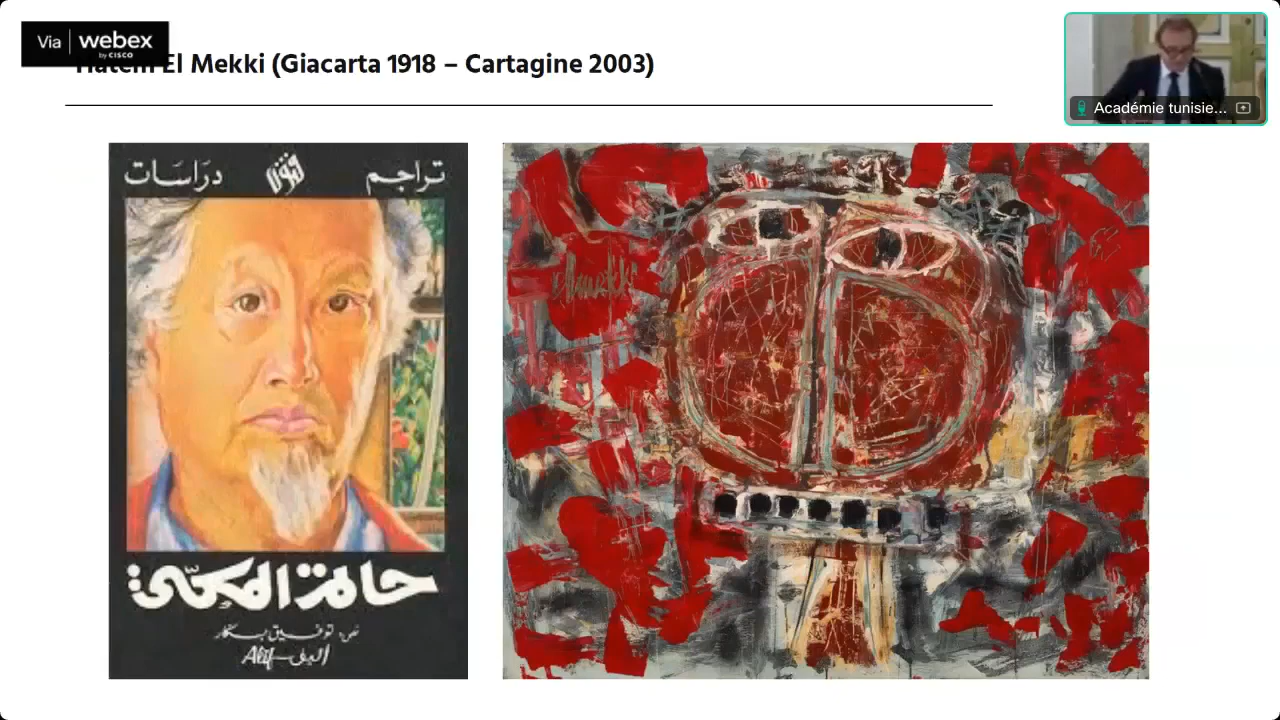 Via webex
by CISCO
El Mekki (Giacarta 1918 – Cartagine 2003)
Académie tunisie...
تراجم فنون دراسات
elmekki
حاتم المكي
نص: توفيق بكار
أليف - Alif